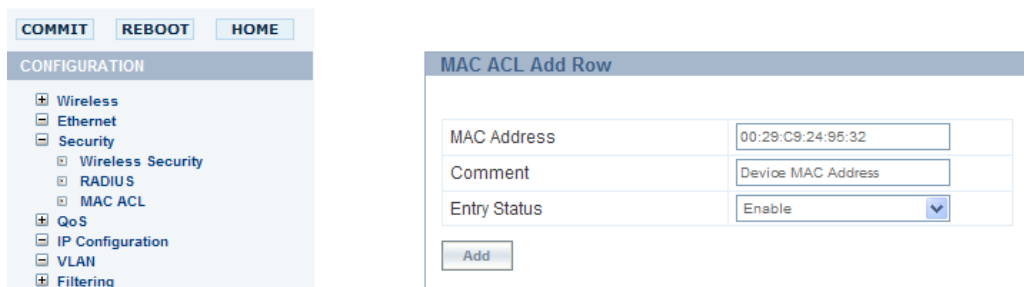 COMMIT REBOOT HOME
CONFIGURATION
Wireless
Ethernet
Security
Wireless Security
RADIUS
MAC ACL
QoS
IP Configuration
VLAN
Filtering
MAC ACL Add Row
MAC Address 00:29:C9:24:95:32
Comment Device MAC Address
Entry Status Enable
Add